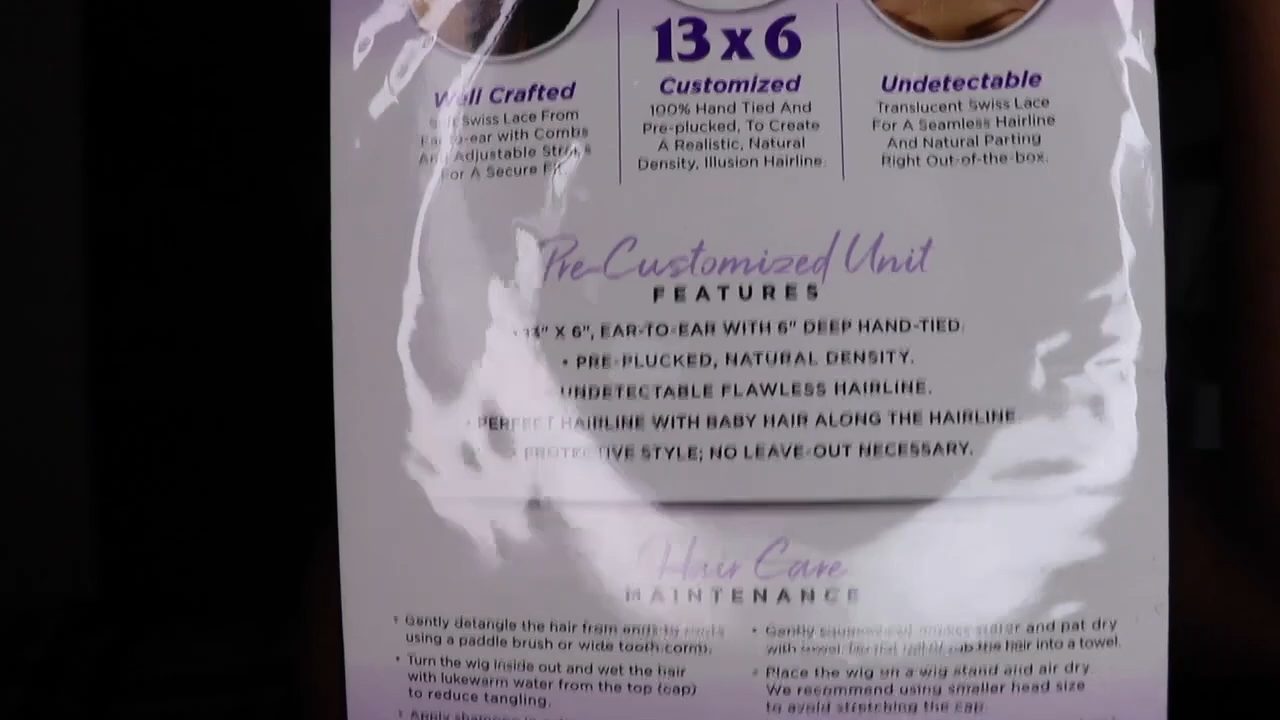 Well Crafted
Swiss Lace From
with Combs
And Adjustable
For A Secure
13 x 6
Customized
100% Hand Tied And
Pre-plucked, To Create
A Realistic, Natural
Density, Illusion Hairline.
Undetectable
Translucent Swiss Lace
For A Seamless Hairline
And Natural Parting
Right Out-of-the-box.
Pre-Customized Unit
FEATURES
X 6", EAR-TO-EAR WITH 6" DEEP HAND-TIED.
• PRE-PLUCKED, NATURAL DENSITY.
UNDETECTABLE FLAWLESS HAIRLINE.
• PERFECT HAIRLINE WITH BABY HAIR ALONG THE HAIRLINE.
• PROTECTIVE STYLE; NO LEAVE-OUT NECESSARY.
Hair Care
MAINTENANCE
• Gently detangle the hair from
using a paddle brush or wide tooth comb.
• Turn the wig inside out and wet the hair
with lukewarm water from the top (cap)
to reduce tangling.
• Gently water and pat dry
with towel. the hair into a towel.
• Place the wig on a wig stand and air dry.
We recommend using smaller head size
to avoid stretching the cap.